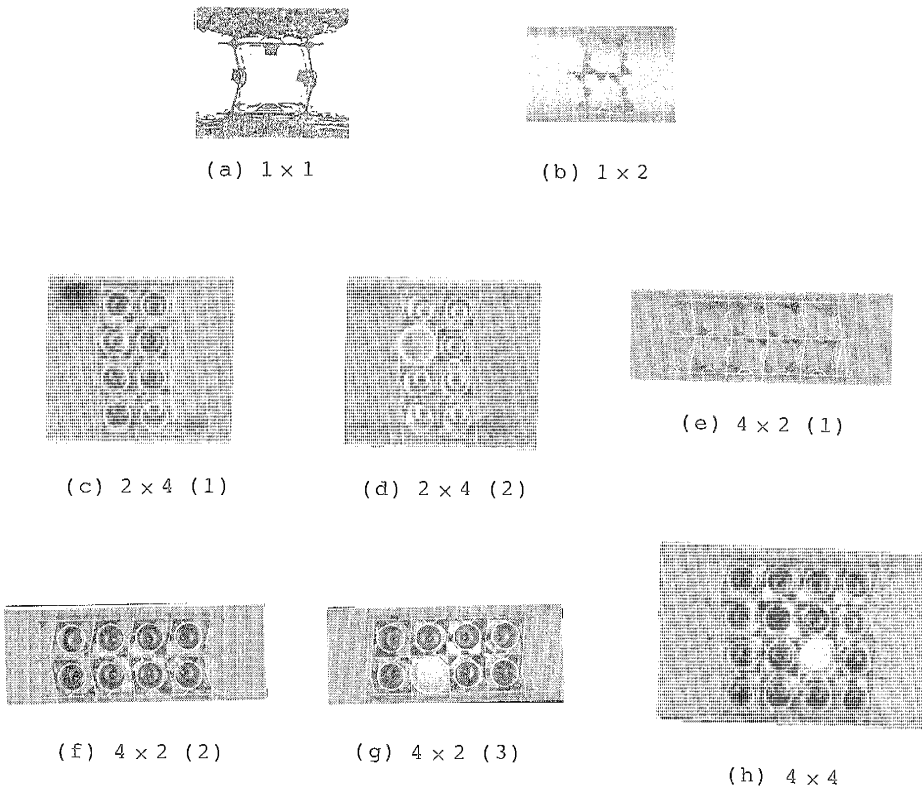 (a) 1 × 1
(b) 1 × 2
(c) 2 × 4 (1)
(d) 2 × 4 (2)
(e) 4 × 2 (1)
(f) 4 × 2 (2)
(g) 4 × 2 (3)
(h) 4 × 4